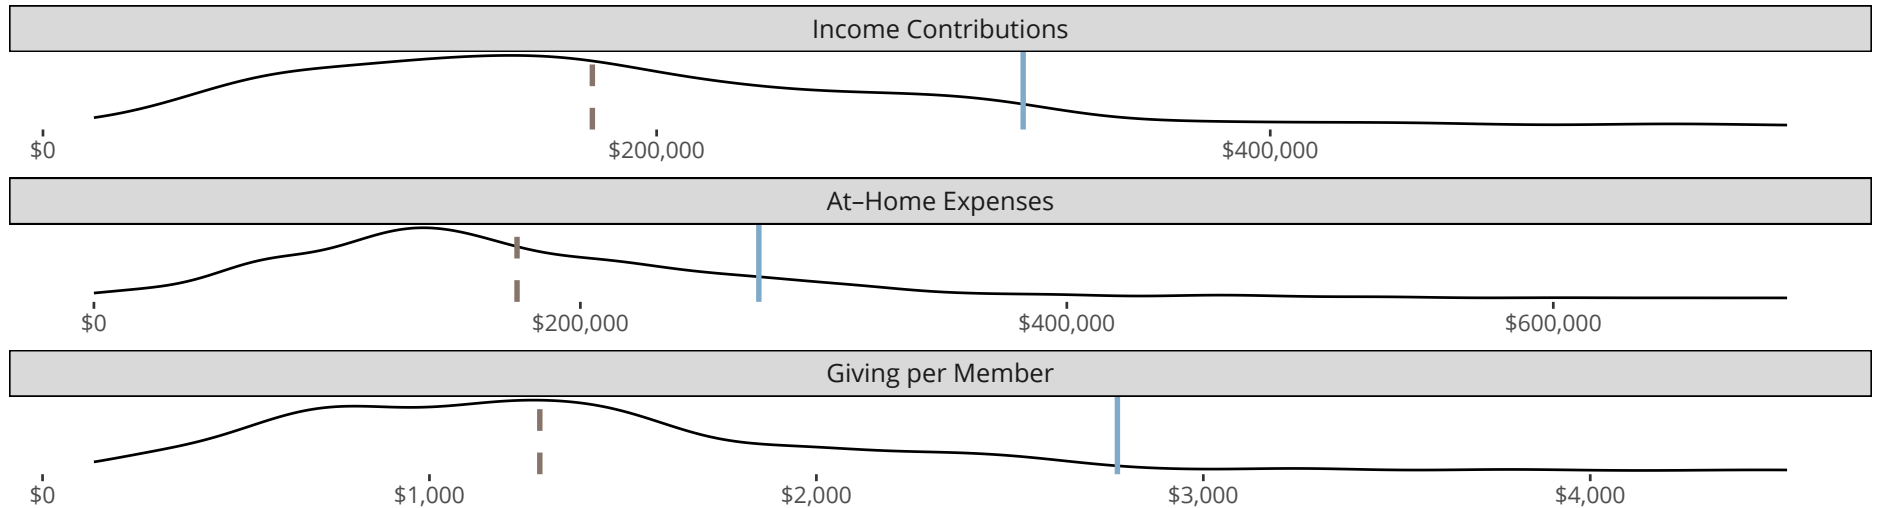 Income Contributions
$0 $200,000 $400,000
At–Home Expenses
$0 $200,000 $400,000 $600,000
Giving per Member
$0 $1,000 $2,000 $3,000 $4,000